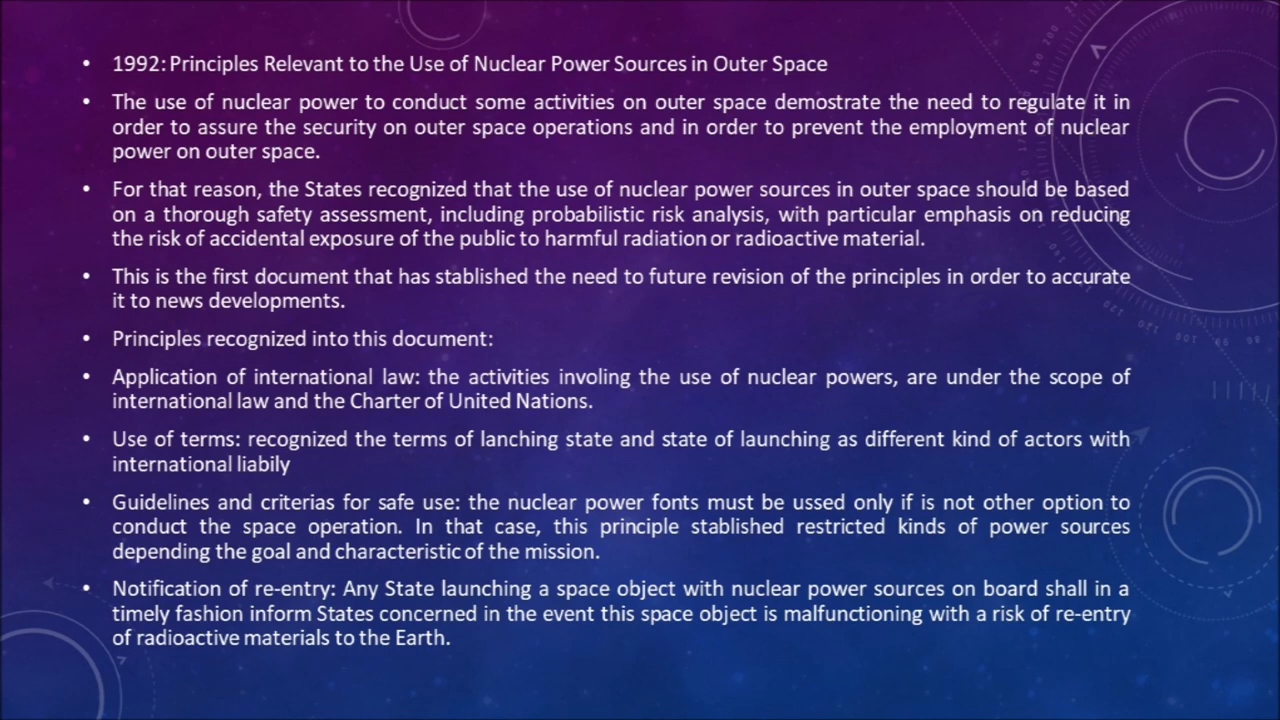 • 1992: Principles Relevant to the Use of Nuclear Power Sources in Outer Space
• The use of nuclear power to conduct some activities on outer space demostrate the need to regulate it in
order to assure the security on outer space operations and in order to prevent the employment of nuclear
power on outer space.
• For that reason, the States recognized that the use of nuclear power sources in outer space should be based
on a thorough safety assessment, including probabilistic risk analysis, with particular emphasis on reducing
the risk of accidental exposure of the public to harmful radiation or radioactive material.
• This is the first document that has stablished the need to future revision of the principles in order to accurate
it to news developments.
• Principles recognized into this document:
• Application of international law: the activities involing the use of nuclear powers, are under the scope of
international law and the Charter of United Nations.
• Use of terms: recognized the terms of lanching state and state of launching as different kind of actors with
international liabily
• Guidelines and criterias for safe use: the nuclear power fonts must be ussed only if is not other option to
conduct the space operation. In that case, this principle stablished restricted kinds of power sources
depending the goal and characteristic of the mission.
• Notification of re-entry: Any State launching a space object with nuclear power sources on board shall in a
timely fashion inform States concerned in the event this space object is malfunctioning with a risk of re-entry
of radioactive materials to the Earth.